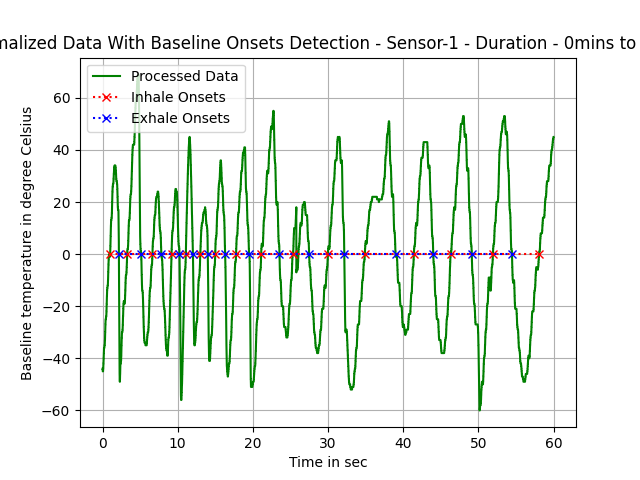 malized Data With Baseline Onsets Detection - Sensor-1 - Duration - 0mins to
Processed Data
Inhale Onsets
Exhale Onsets
Baseline temperature in degree Celsius
60
40
20
0
−20
−40
−60
0 10 20 30 40 50 60
Time in sec